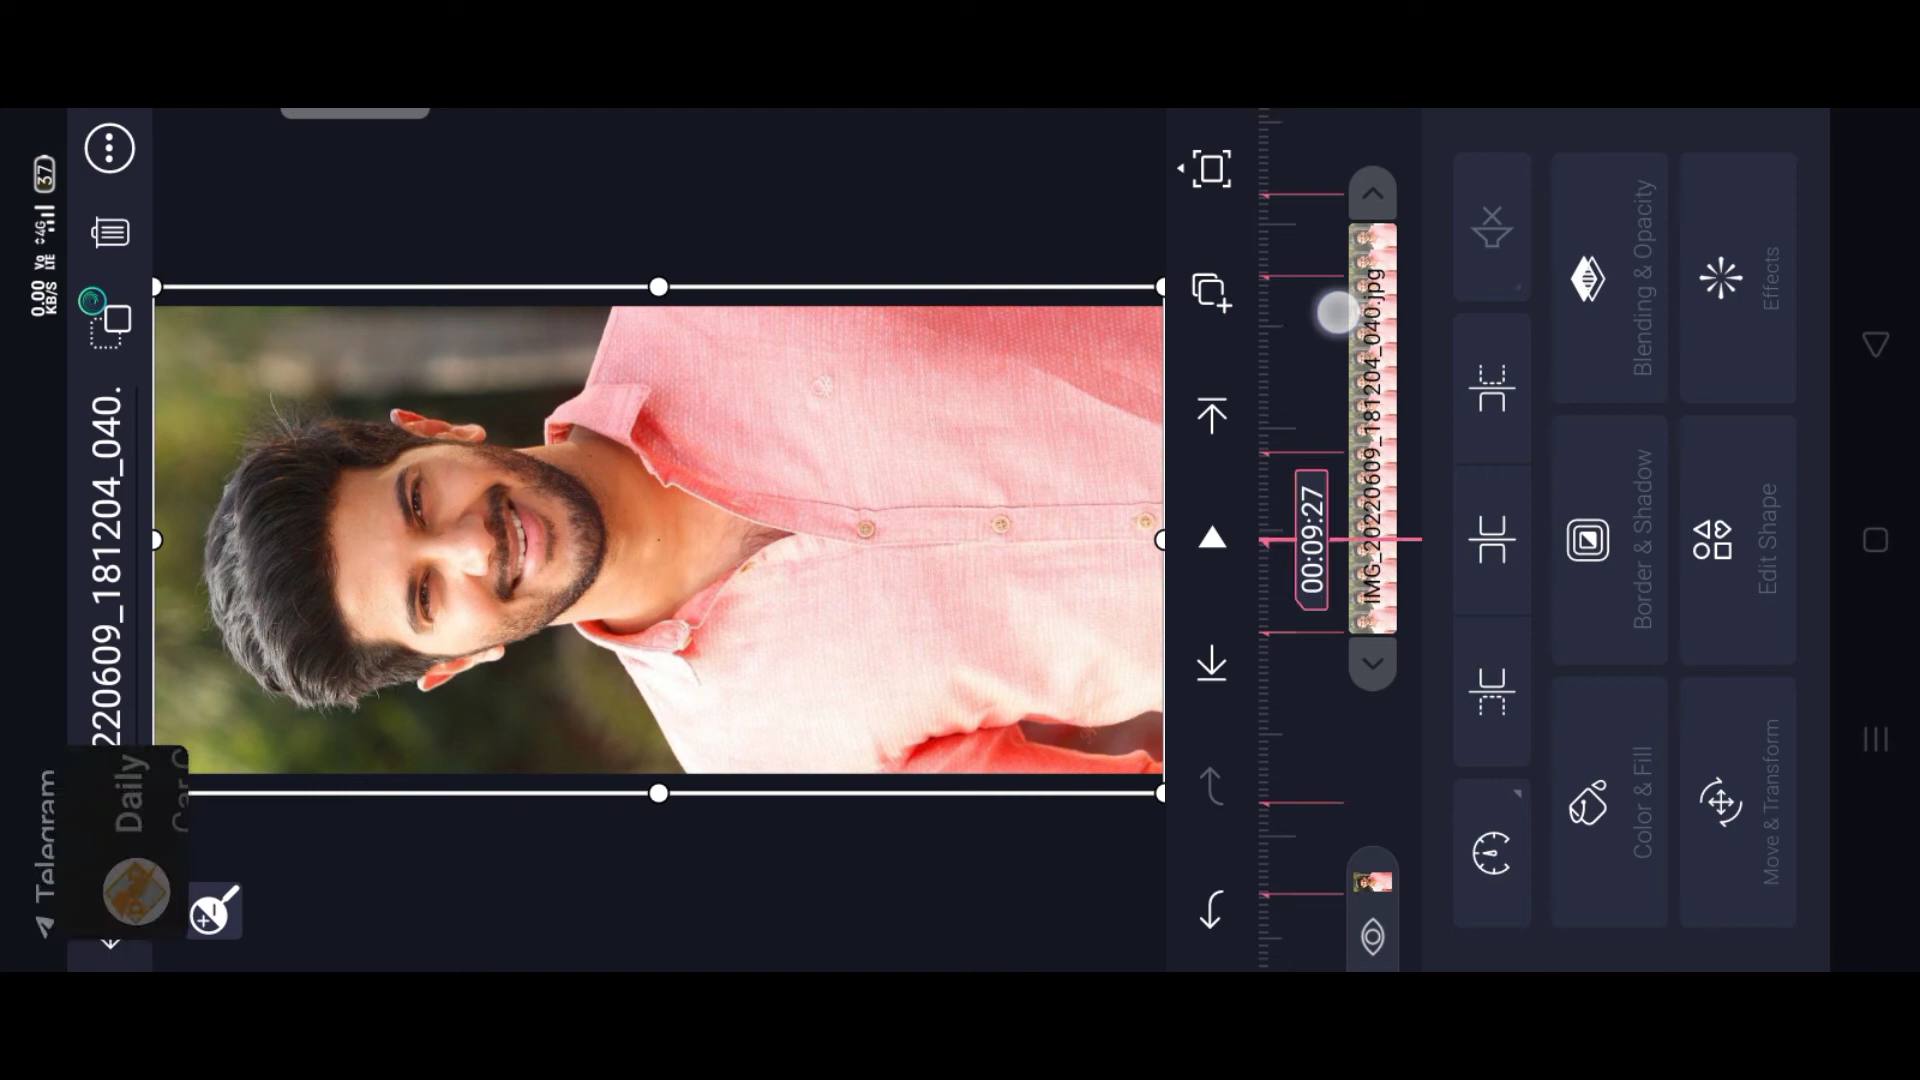 0.00 KB/S Vo LTE 4G 37
Telegram
Daily
220609_181204_040.
00:09:27
IMG_20220609_181204_040.jpg
Color & Fill
Border & Shadow
Blending & Opacity
Move & Transform
Edit Shape
Effects